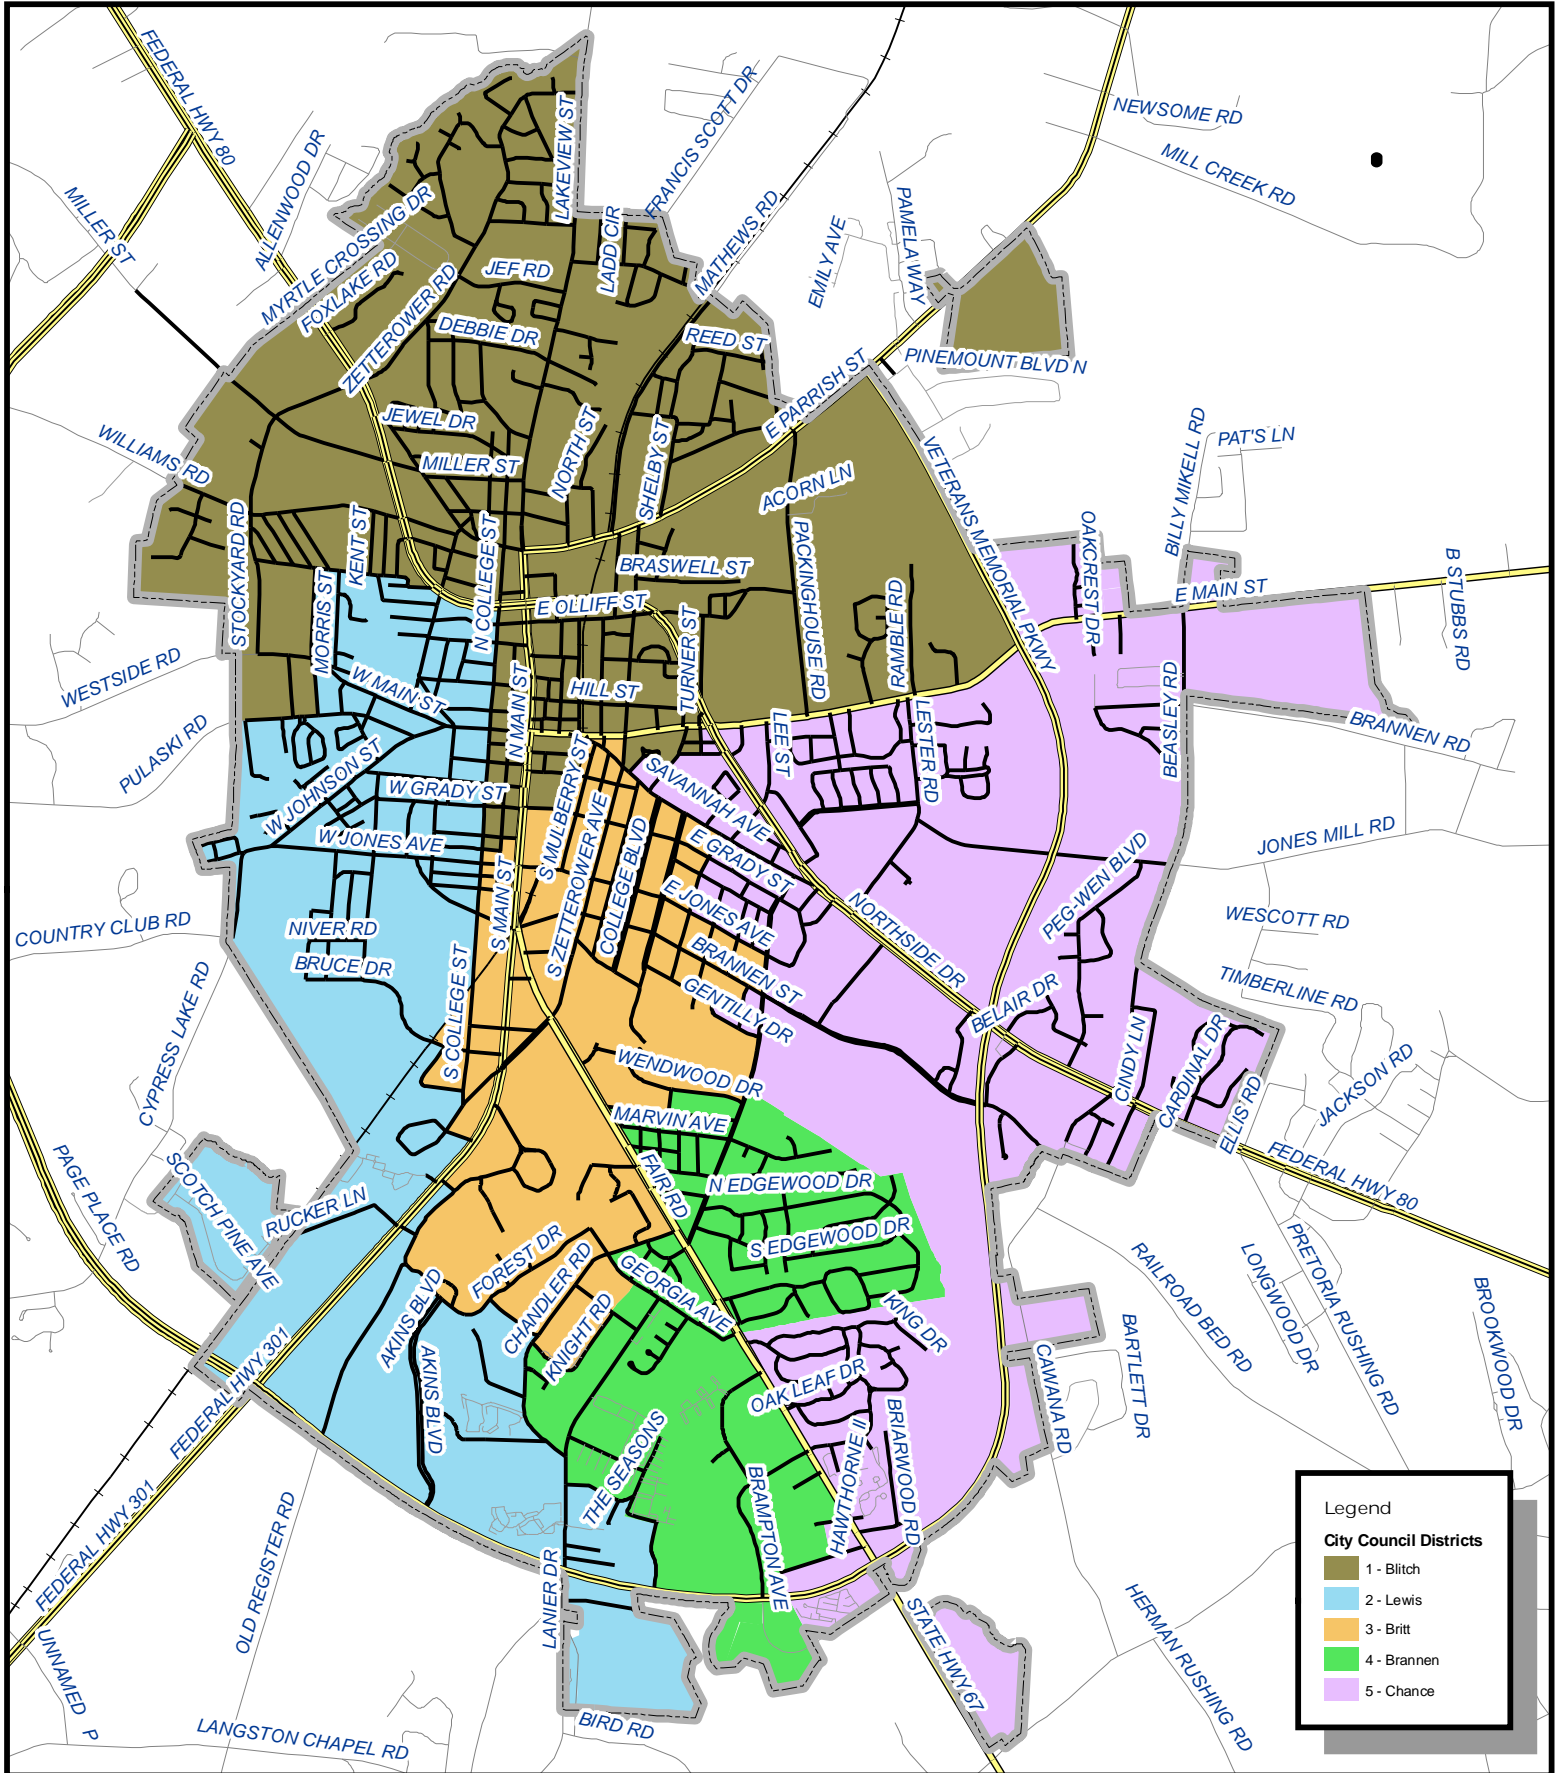 FEDERAL HWY 80
ALLENWOOD DR
MILLER ST
MYRTLE CROSSING DR
FOXLAKE RD
ZETTEROWER RD
JEF RD
LAKEVIEW ST
LADD CIR
FRANCIS SCOTT DR
MATHEWS RD
EMILY AVE
PAMELA WAY
NEWSOME RD
MILL CREEK RD
DEBBIE DR
REED ST
E PARRISH ST
PINEMOUNT BLVD N
JEWEL DR
MILLER ST
NORTH ST
SHELBY ST
ACORN LN
WILLIAMS RD
STOCKYARD RD
KENT ST
MORRIS ST
N COLLEGE ST
BRASWELL ST
E OLLIFF ST
PACKINGHOUSE RD
RAMBLE RD
VETERANS MEMORIAL PKWY
OAKCREST DR
BILLY MIKELL RD
PAT'S LN
E MAIN ST
B STUBBS RD
WESTSIDE RD
PULASKI RD
W MAIN ST
N MAIN ST
HILL ST
TURNER ST
LEE ST
LESTER RD
BEASLEY RD
BRANNEN RD
W JOHNSON ST
W GRADY ST
W JONES AVE
S MULBERRY ST
S ZETTEROWER AVE
COLLEGE BLVD
SAVANNAH AVE
E GRADY ST
E JONES AVE
BRANNEN ST
GENTILLY DR
NORTHSIDE DR
PEG-WEN BLVD
JONES MILL RD
WESCOTT RD
TIMBERLINE RD
COUNTRY CLUB RD
NIVER RD
BRUCE DR
S MAIN ST
S COLLEGE ST
CYPRESS LAKE RD
BELAIR DR
CINDY LN
CARDINAL DR
ELLIS RD
JACKSON RD
FEDERAL HWY 80
WENDWOOD DR
MARVIN AVE
FAIR RD
N EDGEWOOD DR
S EDGEWOOD DR
PAGE PLACE RD
SCOTCH PINE AVE
RUCKER LN
FOREST DR
CHANDLER RD
KNIGHT RD
GEORGIA AVE
KING DR
AKINS BLVD
AKINS BLVD
OAK LEAF DR
HAWTHORNE II
BRIARWOOD RD
BRAMPTON AVE
THE SEASONS
CAWANA RD
BARTLETT DR
RAILROAD BED RD
LONGWOOD DR
PRETORIA RUSHING RD
BROOKWOOD DR
FEDERAL HWY 301
FEDERAL HWY 301
OLD REGISTER RD
LANIER DR
STATE HWY 67
HERMAN RUSHING RD
UNNAMED P
LANGSTON CHAPEL RD
BIRD RD
Legend
City Council Districts
1 - Blitch
2 - Lewis
3 - Britt
4 - Brannen
5 - Chance